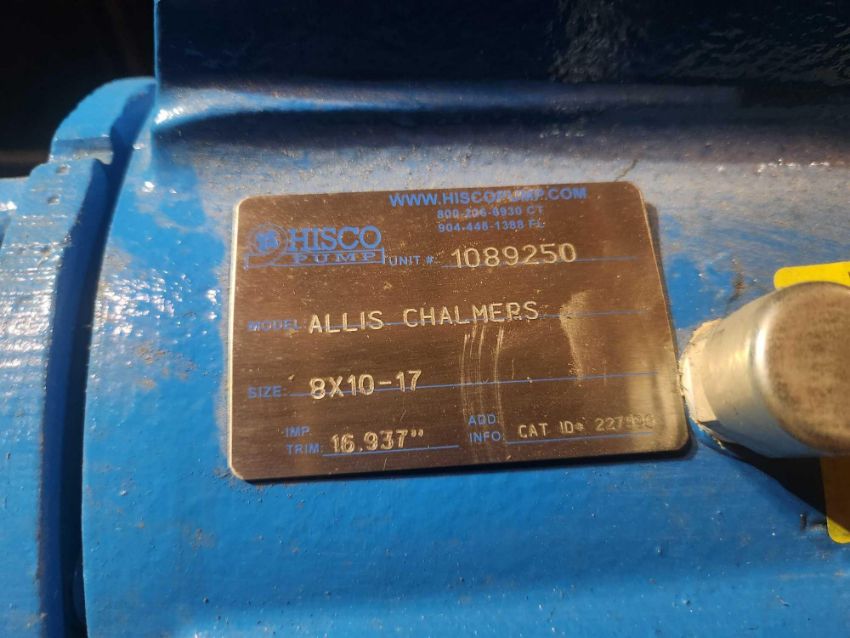 WWW.HISCOPUMP.COM
800-206-6930 CT
904-448-1388 FL
HISCO
PUMP
UNIT # 1089250
MODEL ALLIS CHALMERS
SIZE 8X10-17
IMP. TRIM: 16.937"
ADD. INFO: CAT ID#